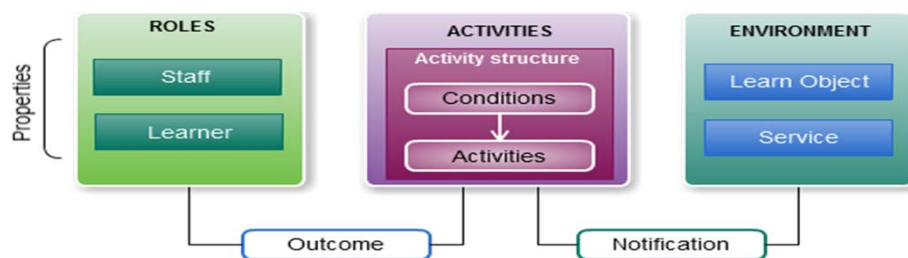 Properties
ROLES
Staff
Learner
ACTIVITIES
Activity structure
Conditions
Activities
ENVIRONMENT
Learn Object
Service
Outcome
Notification